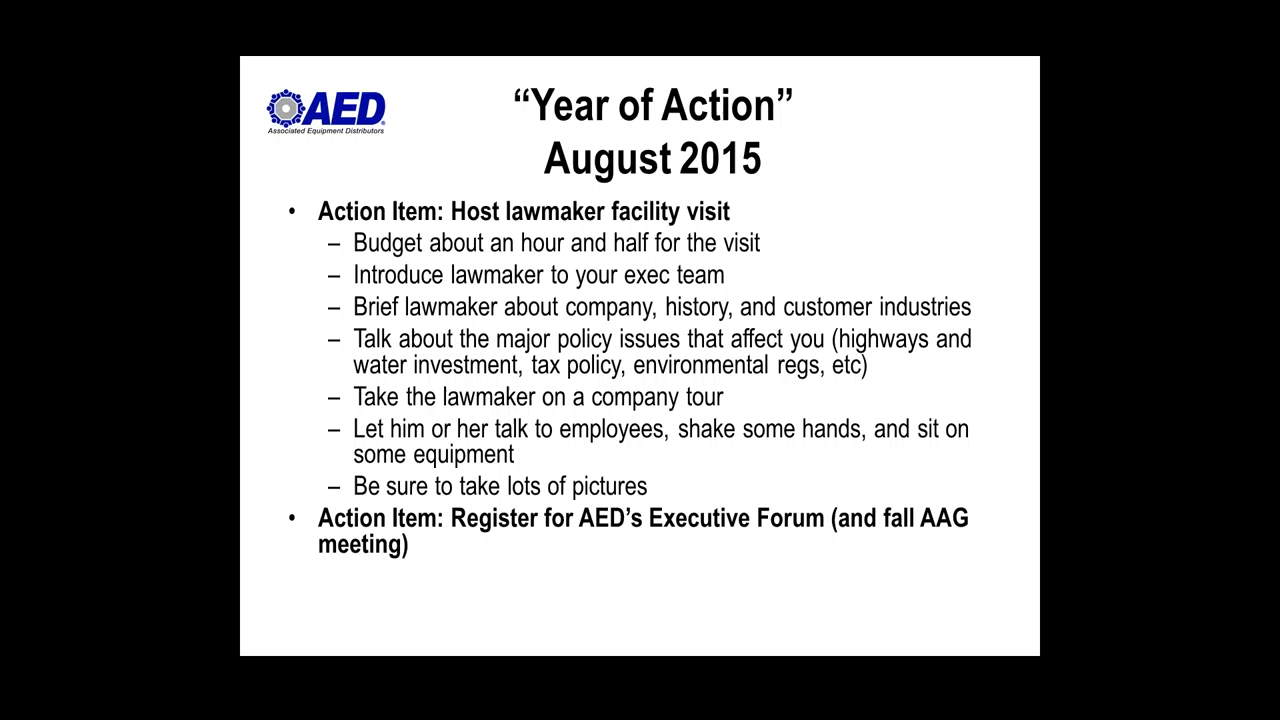 AED
Associated Equipment Distributors
“Year of Action”
August 2015
• Action Item: Host lawmaker facility visit
– Budget about an hour and half for the visit
– Introduce lawmaker to your exec team
– Brief lawmaker about company, history, and customer industries
– Talk about the major policy issues that affect you (highways and
water investment, tax policy, environmental regs, etc)
– Take the lawmaker on a company tour
– Let him or her talk to employees, shake some hands, and sit on
some equipment
– Be sure to take lots of pictures
• Action Item: Register for AED’s Executive Forum (and fall AAG
meeting)